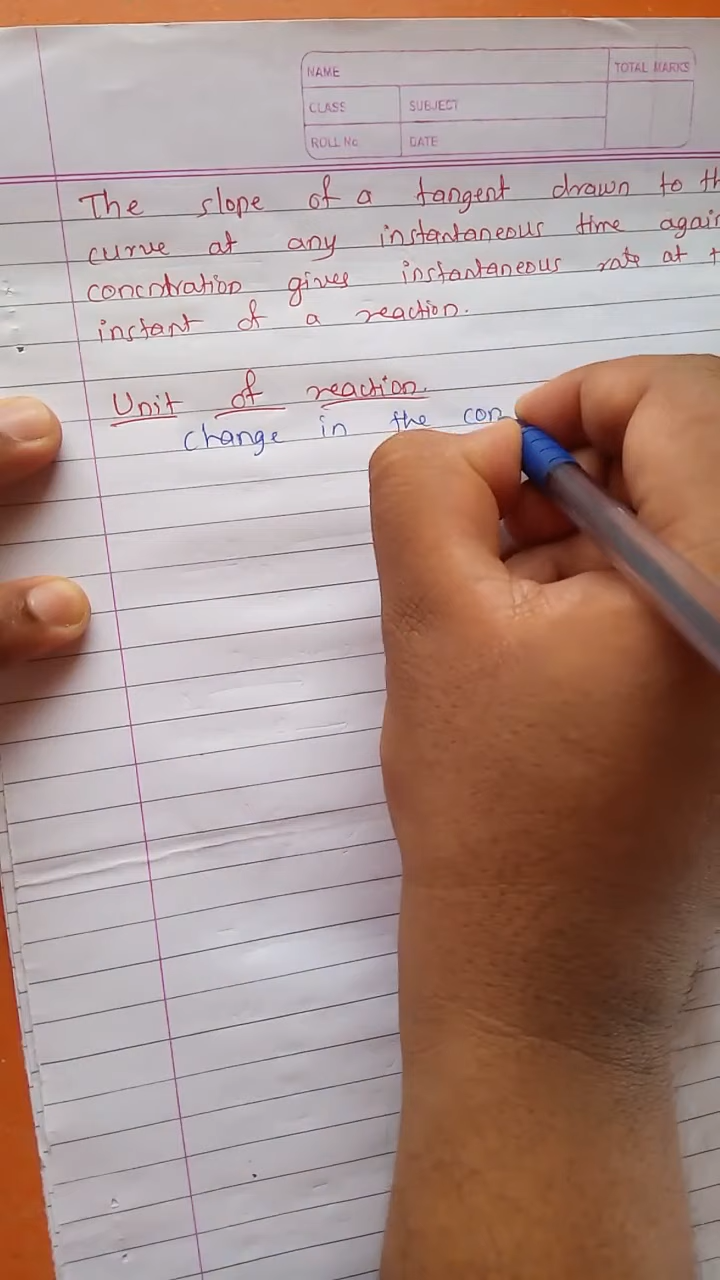 NAME
TOTAL MARKS
CLASS
SUBJECT
ROLL No
DATE
The slope of a tangent drawn to th
curve at any instantaneous time again
concntration gives instantaneous rate at t
instant of a reaction.
Unit of reaction.
change in the con